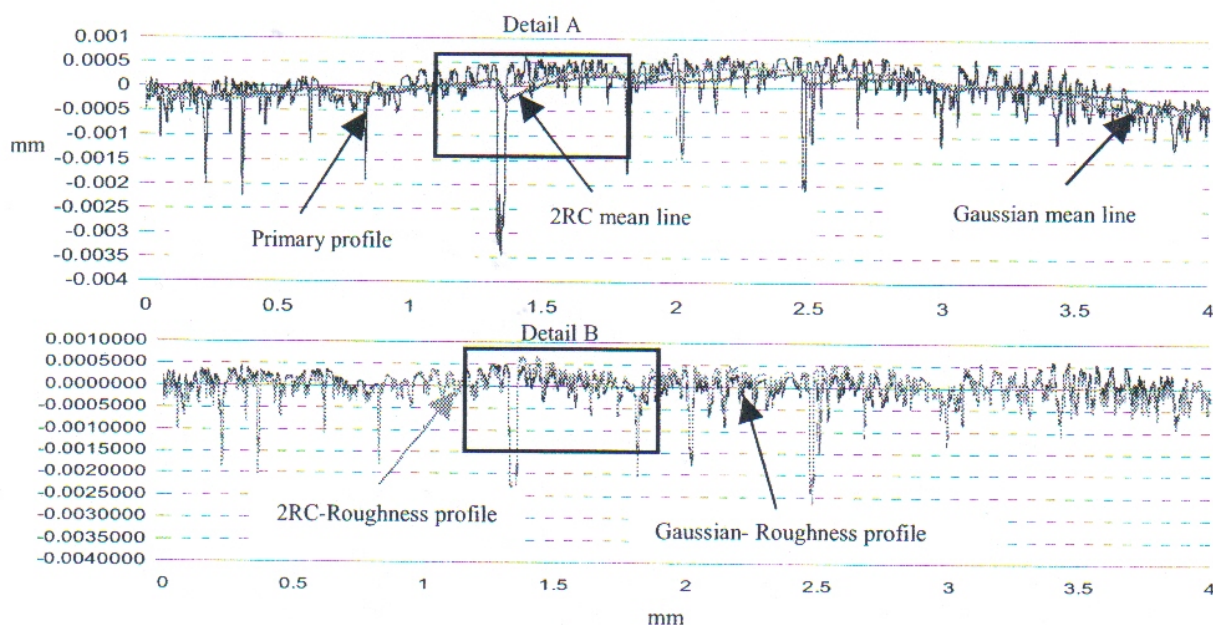 Detail A
0.001
0.0005
0
-0.0005
-0.001
mm
-0.0015
-0.002
-0.0025
-0.003
-0.0035
-0.004
Primary profile
2RC mean line
Gaussian mean line
0 0.5 1 1.5 2 2.5 3 3.5 4
Detail B
0.0010000
0.0005000
0.0000000
-0.0005000
-0.0010000
-0.0015000
-0.0020000
-0.0025000
-0.0030000
-0.0035000
-0.0040000
2RC-Roughness profile
Gaussian- Roughness profile
0 0.5 1 1.5 2 2.5 3 3.5 4
mm